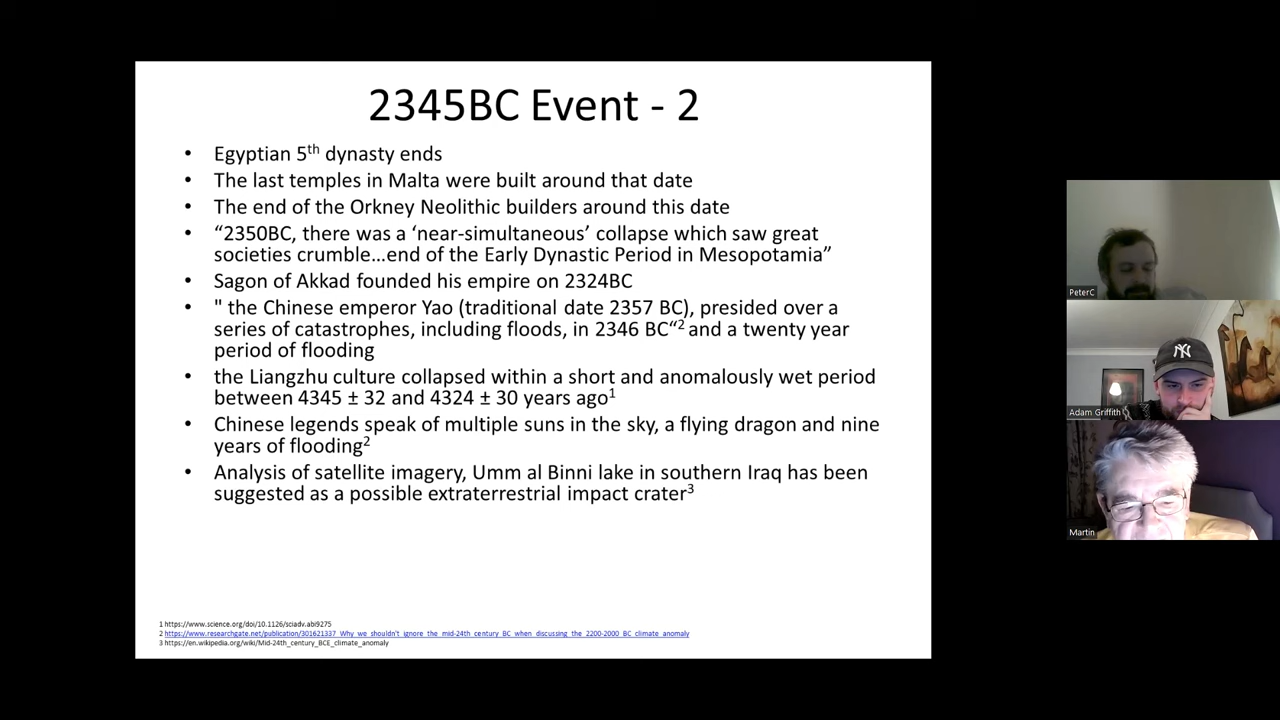 2345BC Event - 2
• Egyptian 5th dynasty ends
• The last temples in Malta were built around that date
• The end of the Orkney Neolithic builders around this date
• “2350BC, there was a ‘near-simultaneous’ collapse which saw great
societies crumble…end of the Early Dynastic Period in Mesopotamia”
• Sagon of Akkad founded his empire on 2324BC
• " the Chinese emperor Yao (traditional date 2357 BC), presided over a
series of catastrophes, including floods, in 2346 BC“2 and a twenty year
period of flooding
• the Liangzhu culture collapsed within a short and anomalously wet period
between 4345 ± 32 and 4324 ± 30 years ago1
• Chinese legends speak of multiple suns in the sky, a flying dragon and nine
years of flooding2
• Analysis of satellite imagery, Umm al Binni lake in southern Iraq has been
suggested as a possible extraterrestrial impact crater3
1 https://www.science.org/doi/10.1126/sciadv.abi9275
2 https://www.researchgate.net/publication/301621337_Why_we_shouldn't_ignore_the_mid-24th_century_BC_when_discussing_the_2200-2000_BC_climate_anomaly
3 https://en.wikipedia.org/wiki/Mid-24th_century_BCE_climate_anomaly
PeterC
NY
Adam Griffith
Martin